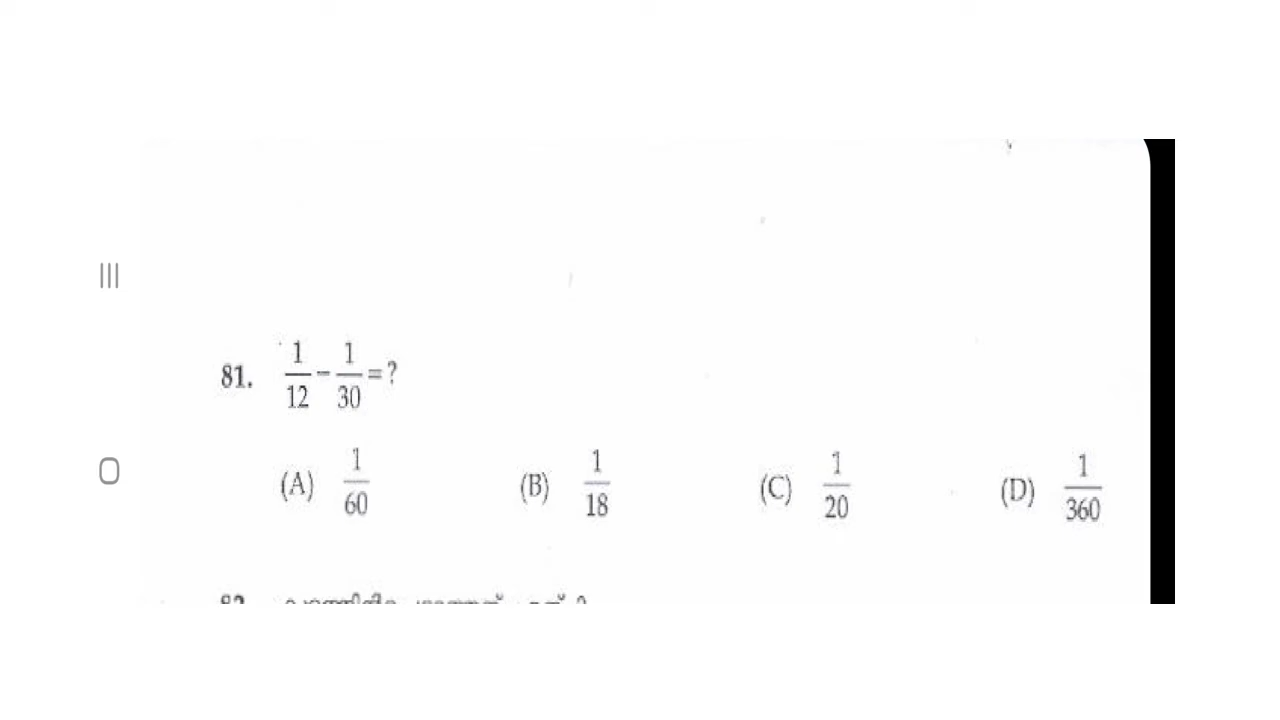 81. 1/12 − 1/30 = ?
(A) 1/60 (B) 1/18 (C) 1/20 (D) 1/360